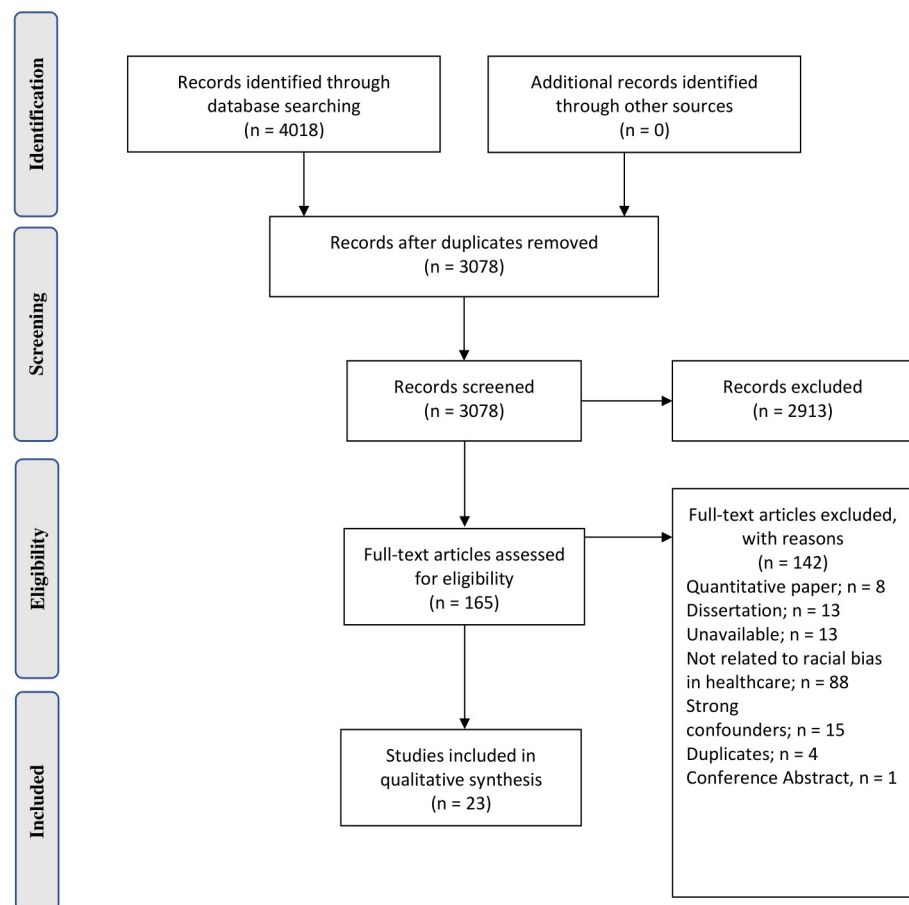 Identification
Records identified through
database searching
(n = 4018)
Additional records identified
through other sources
(n = 0)
Screening
Records after duplicates removed
(n = 3078)
Records screened
(n = 3078)
Records excluded
(n = 2913)
Eligibility
Full-text articles assessed
for eligibility
(n = 165)
Full-text articles excluded,
with reasons
(n = 142)
Quantitative paper; n = 8
Dissertation; n = 13
Unavailable; n = 13
Not related to racial bias
in healthcare; n = 88
Strong
confounders; n = 15
Duplicates; n = 4
Conference Abstract, n = 1
Included
Studies included in
qualitative synthesis
(n = 23)